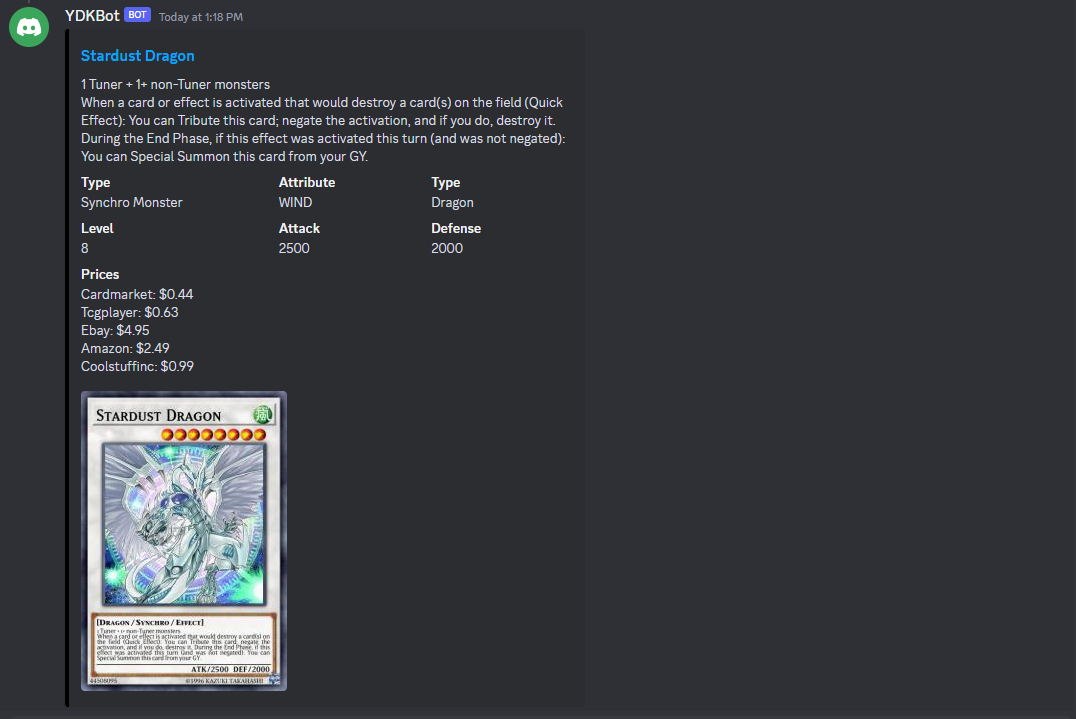 YDKBot BOT Today at 1:18 PM
Stardust Dragon
1 Tuner + 1+ non-Tuner monsters
When a card or effect is activated that would destroy a card(s) on the field (Quick
Effect): You can Tribute this card; negate the activation, and if you do, destroy it.
During the End Phase, if this effect was activated this turn (and was not negated):
You can Special Summon this card from your GY.
Type Attribute Type
Synchro Monster WIND Dragon
Level Attack Defense
8 2500 2000
Prices
Cardmarket: $0.44
Tcgplayer: $0.63
Ebay: $4.95
Amazon: $2.49
Coolstuffinc: $0.99
STARDUST DRAGON
風
[DRAGON / SYNCHRO / EFFECT]
1 Tuner + 1+ non-Tuner monsters
When a card or effect is activated that would destroy a card(s) on
the field (Quick Effect): You can Tribute this card; negate the
activation, and if you do, destroy it. During the End Phase, if this
effect was activated this turn (and was not negated): You can
Special Summon this card from your GY.
ATK/2500 DEF/2000
44508094 ©1996 KAZUKI TAKAHASHI